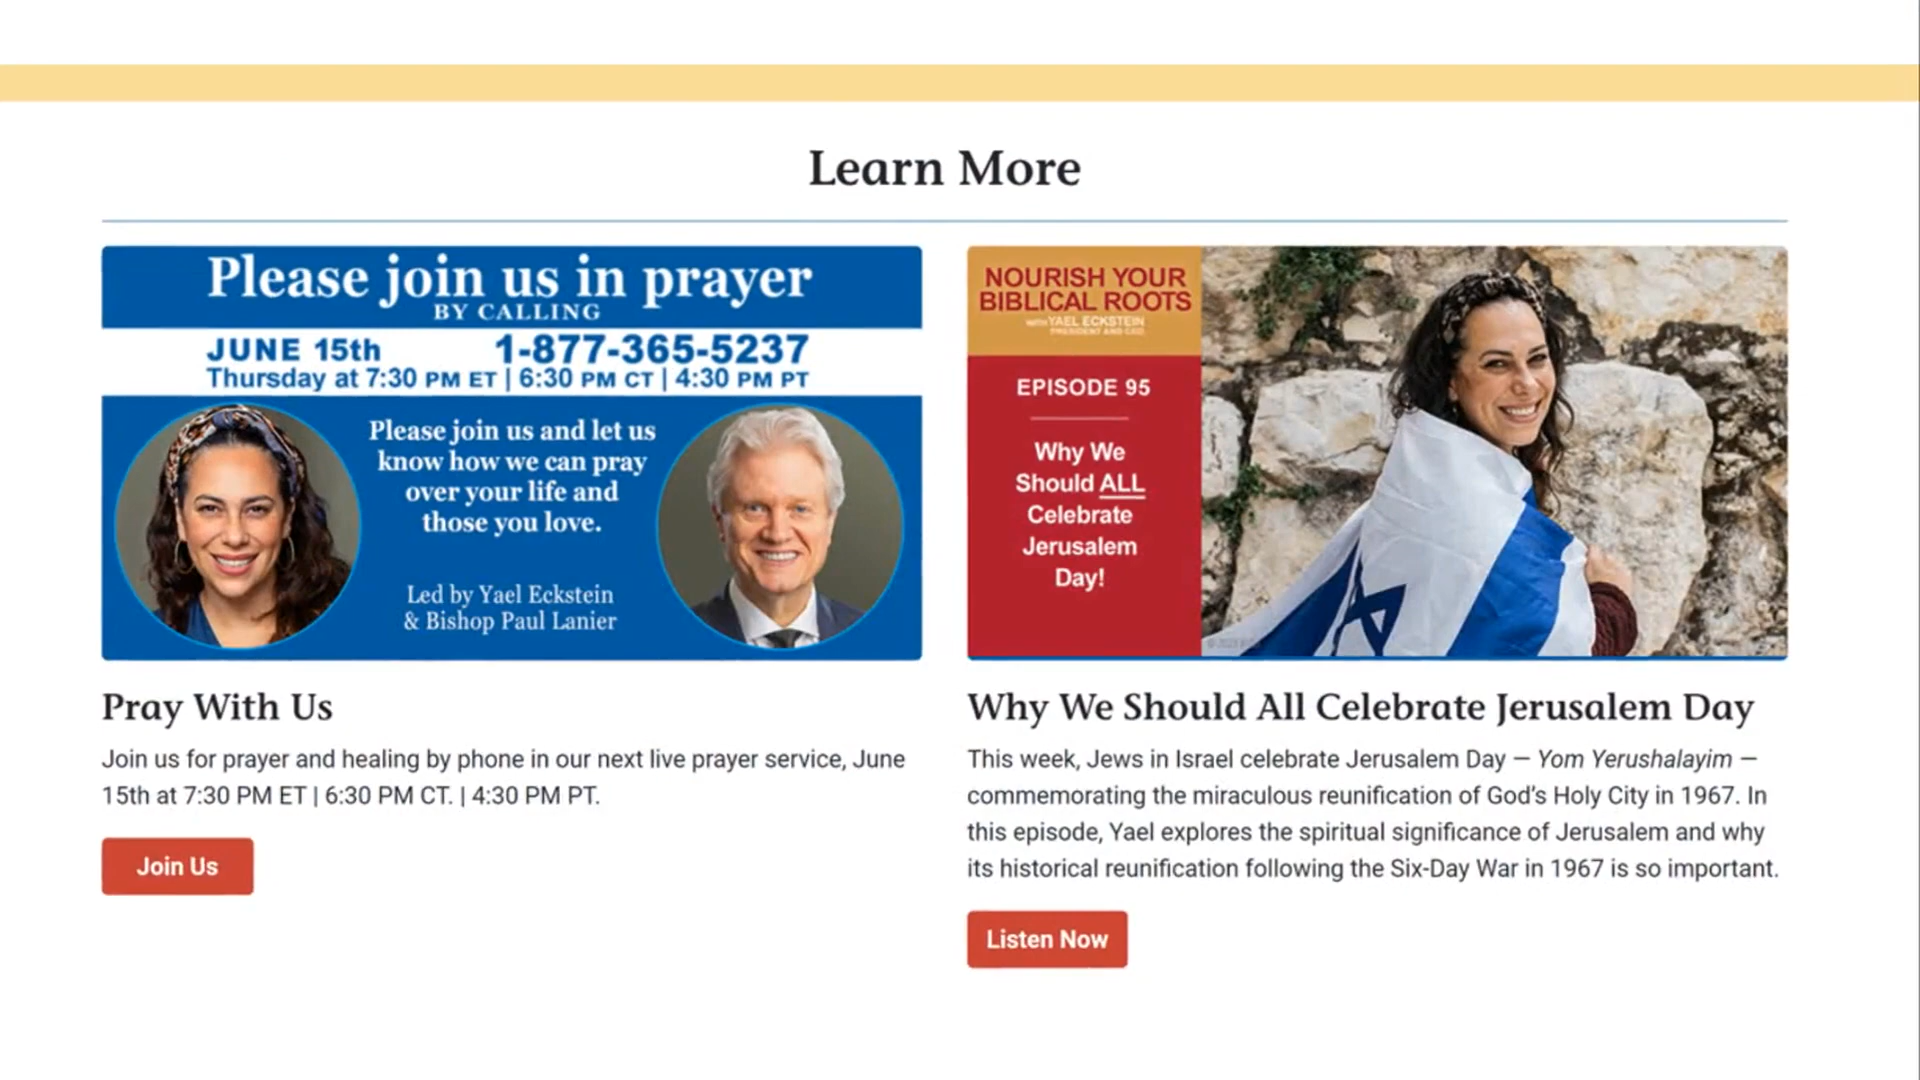 Learn More
Please join us in prayer
BY CALLING
JUNE 15th 1-877-365-5237
Thursday at 7:30 PM ET | 6:30 PM CT | 4:30 PM PT
Please join us and let us
know how we can pray
over your life and
those you love.
Led by Yael Eckstein
& Bishop Paul Lanier
Pray With Us
Join us for prayer and healing by phone in our next live prayer service, June
15th at 7:30 PM ET | 6:30 PM CT. | 4:30 PM PT.
Join Us
NOURISH YOUR
BIBLICAL ROOTS
WITH YAEL ECKSTEIN
PRESIDENT AND CEO
EPISODE 95
Why We
Should ALL
Celebrate
Jerusalem
Day!
Why We Should All Celebrate Jerusalem Day
This week, Jews in Israel celebrate Jerusalem Day — Yom Yerushalayim —
commemorating the miraculous reunification of God’s Holy City in 1967. In
this episode, Yael explores the spiritual significance of Jerusalem and why
its historical reunification following the Six-Day War in 1967 is so important.
Listen Now